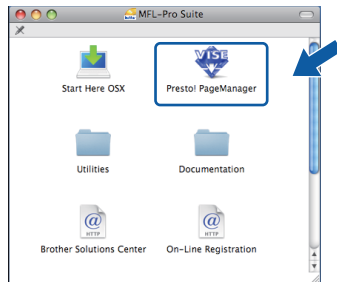 MFL-Pro Suite
VISE
Start Here OSX
Presto! PageManager
Utilities
Documentation
@
HTTP
@
HTTP
Brother Solutions Center
On-Line Registration